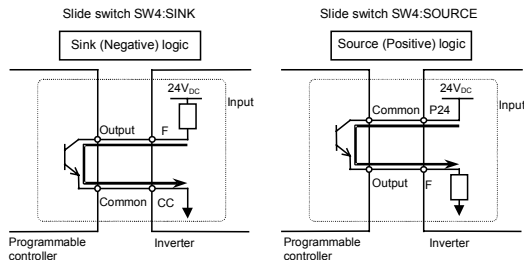 Slide switch SW4:SINK
Sink (Negative) logic
24VDC
Input
Output
F
Common
CC
Programmable
controller
Inverter
Slide switch SW4:SOURCE
Source (Positive) logic
24VDC
Common
P24
Input
Output
F
Programmable
controller
Inverter